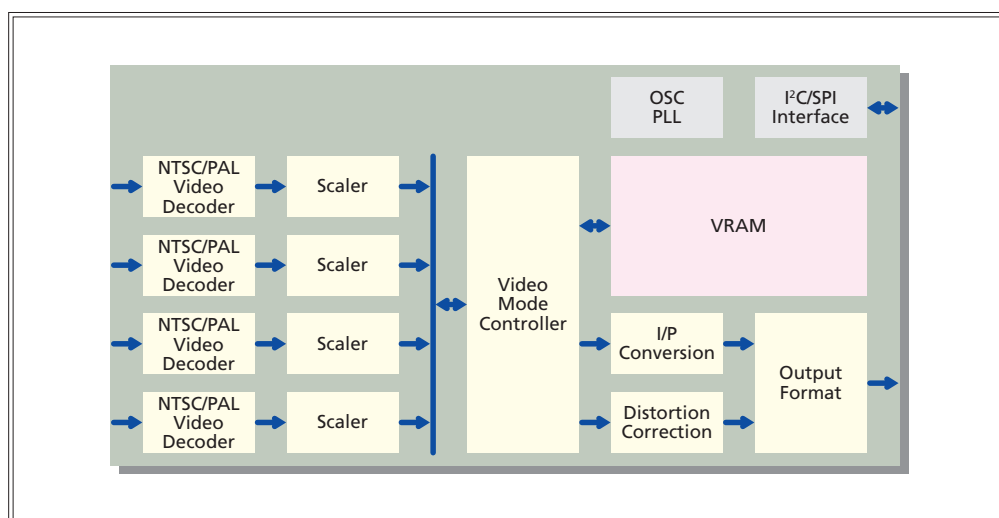 OSC
PLL
I²C/SPI
Interface
NTSC/PAL
Video
Decoder
Scaler
NTSC/PAL
Video
Decoder
Scaler
NTSC/PAL
Video
Decoder
Scaler
NTSC/PAL
Video
Decoder
Scaler
Video
Mode
Controller
VRAM
I/P
Conversion
Distortion
Correction
Output
Format